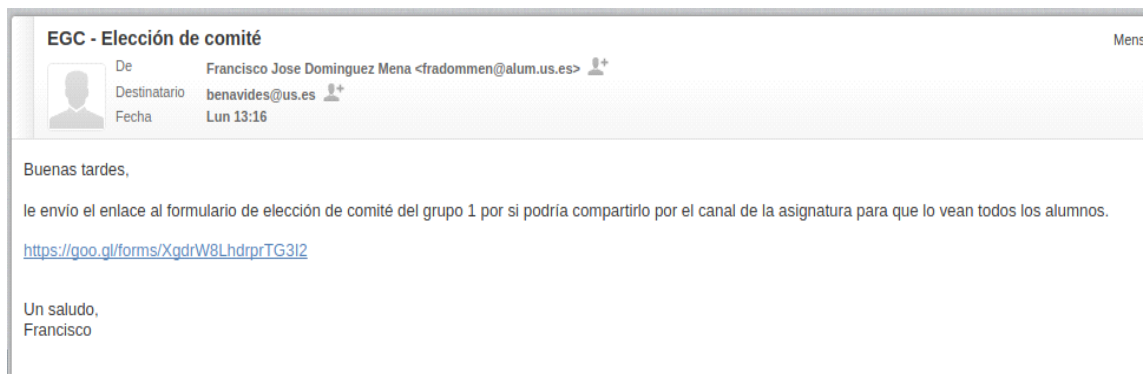 EGC - Elección de comité
Mens
De Francisco Jose Dominguez Mena <fradommen@alum.us.es>
Destinatario benavides@us.es
Fecha Lun 13:16
Buenas tardes,
le envío el enlace al formulario de elección de comité del grupo 1 por si podría compartirlo por el canal de la asignatura para que lo vean todos los alumnos.
https://goo.gl/forms/XgdrW8LhdrprTG3I2
Un saludo,
Francisco